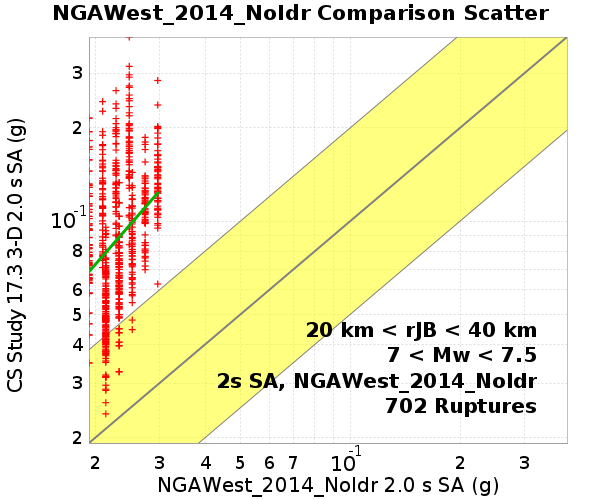 NGAWest_2014_NoIdr Comparison Scatter
CS Study 17.3 3-D 2.0 s SA (g)
3
2
10-1
8
6
5
4
3
2
20 km < rJB < 40 km
7 < Mw < 7.5
2s SA, NGAWest_2014_NoIdr
702 Ruptures
2 3 4 5 6 7 10-1 2 3
NGAWest_2014_NoIdr 2.0 s SA (g)